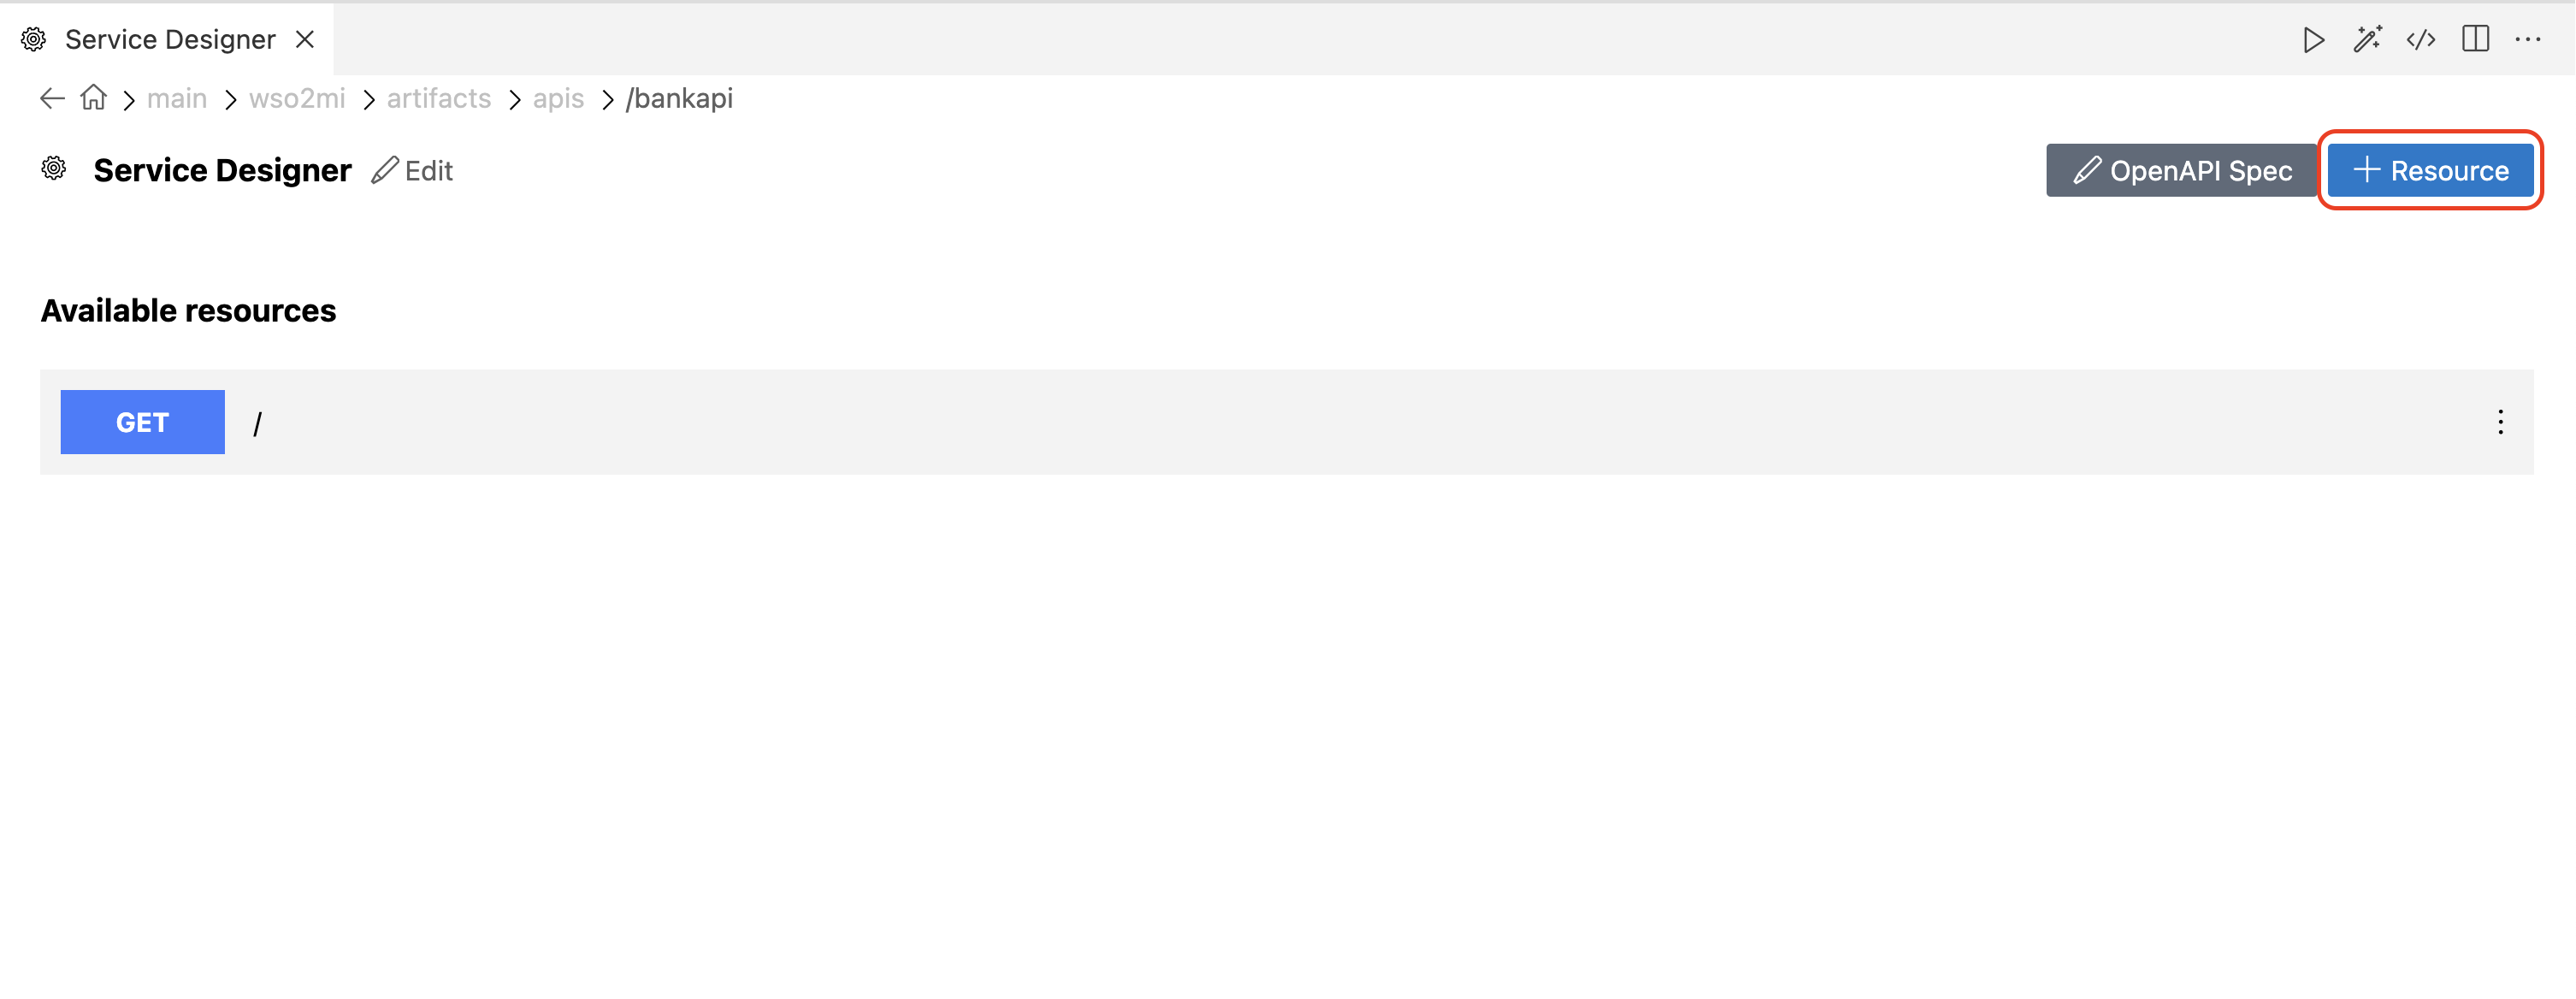 Service Designer
main > wso2mi > artifacts > apis > /bankapi
Service Designer Edit OpenAPI Spec + Resource
Available resources
GET /